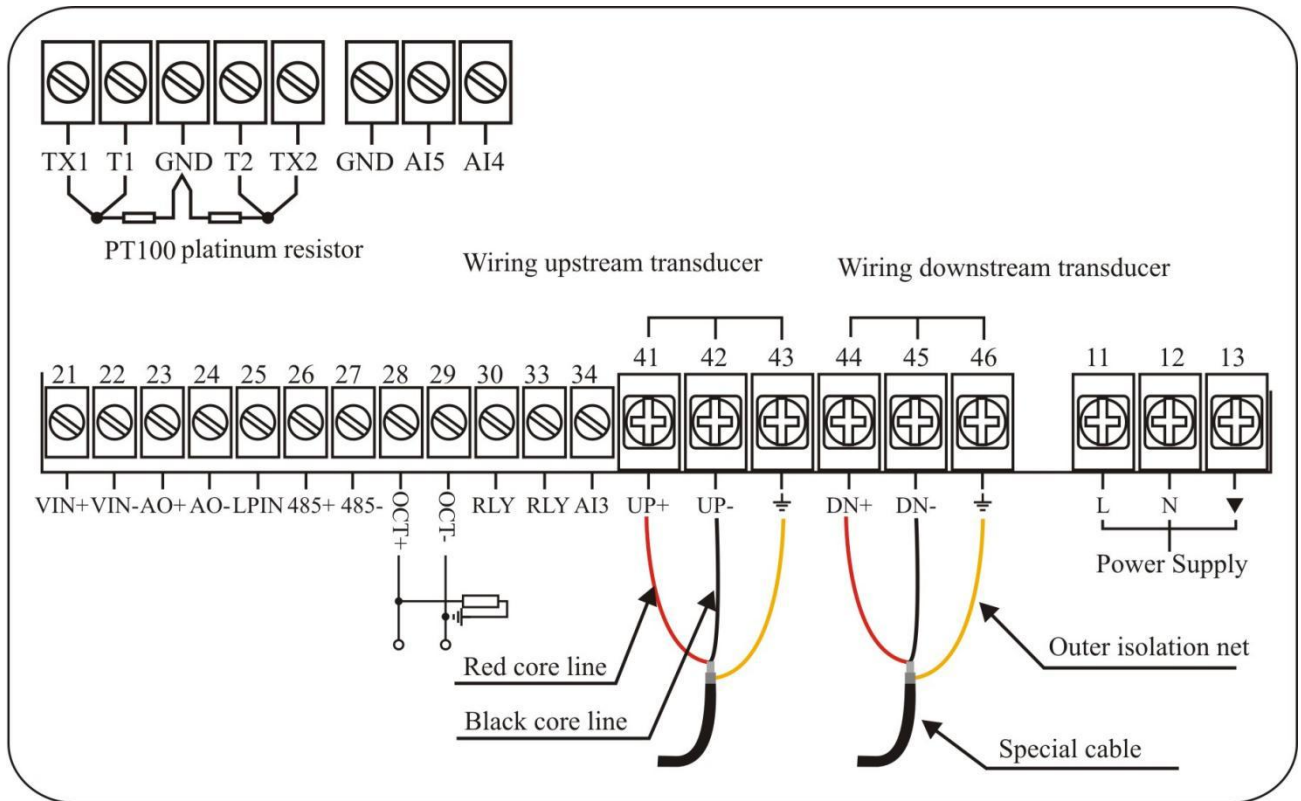 TX1 T1 GND T2 TX2 GND AI5 AI4
PT100 platinum resistor
Wiring upstream transducer
Wiring downstream transducer
21 22 23 24 25 26 27 28 29 30 33 34 41 42 43 44 45 46 11 12 13
VIN+ VIN- AO+ AO- LPIN 485+ 485- OCT+ OCT- RLY RLY AI3 UP+ UP- DN+ DN- L N
Power Supply
Red core line
Black core line
Outer isolation net
Special cable